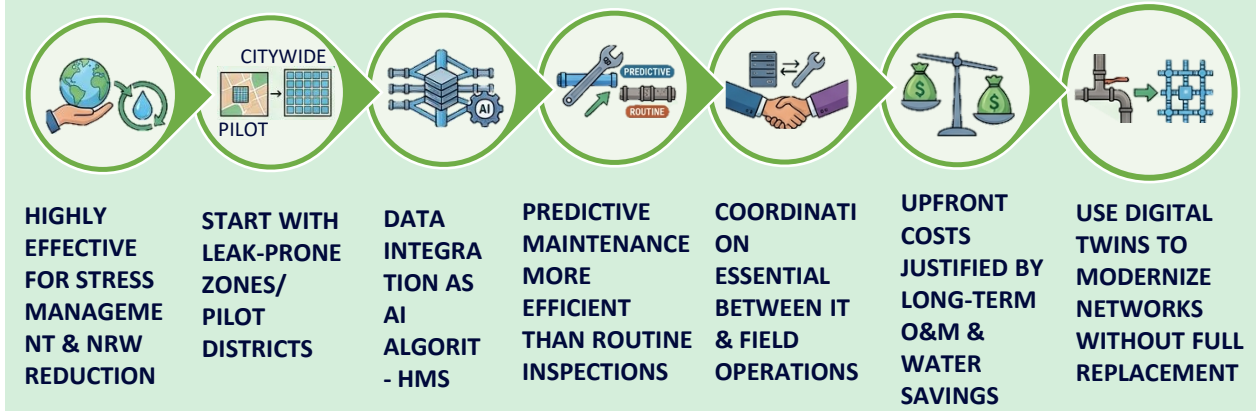 CITYWIDE
PILOT
AI
PREDICTIVE
ROUTINE
$
$
HIGHLY
EFFECTIVE
FOR STRESS
MANAGEME
NT & NRW
REDUCTION
START WITH
LEAK-PRONE
ZONES/
PILOT
DISTRICTS
DATA
INTEGRA
TION AS
AI
ALGORIT
- HMS
PREDICTIVE
MAINTENANCE
MORE
EFFICIENT
THAN ROUTINE
INSPECTIONS
COORDINATI
ON
ESSENTIAL
BETWEEN IT
& FIELD
OPERATIONS
UPFRONT
COSTS
JUSTIFIED BY
LONG-TERM
O&M &
WATER
SAVINGS
USE DIGITAL
TWINS TO
MODERNIZE
NETWORKS
WITHOUT FULL
REPLACEMENT